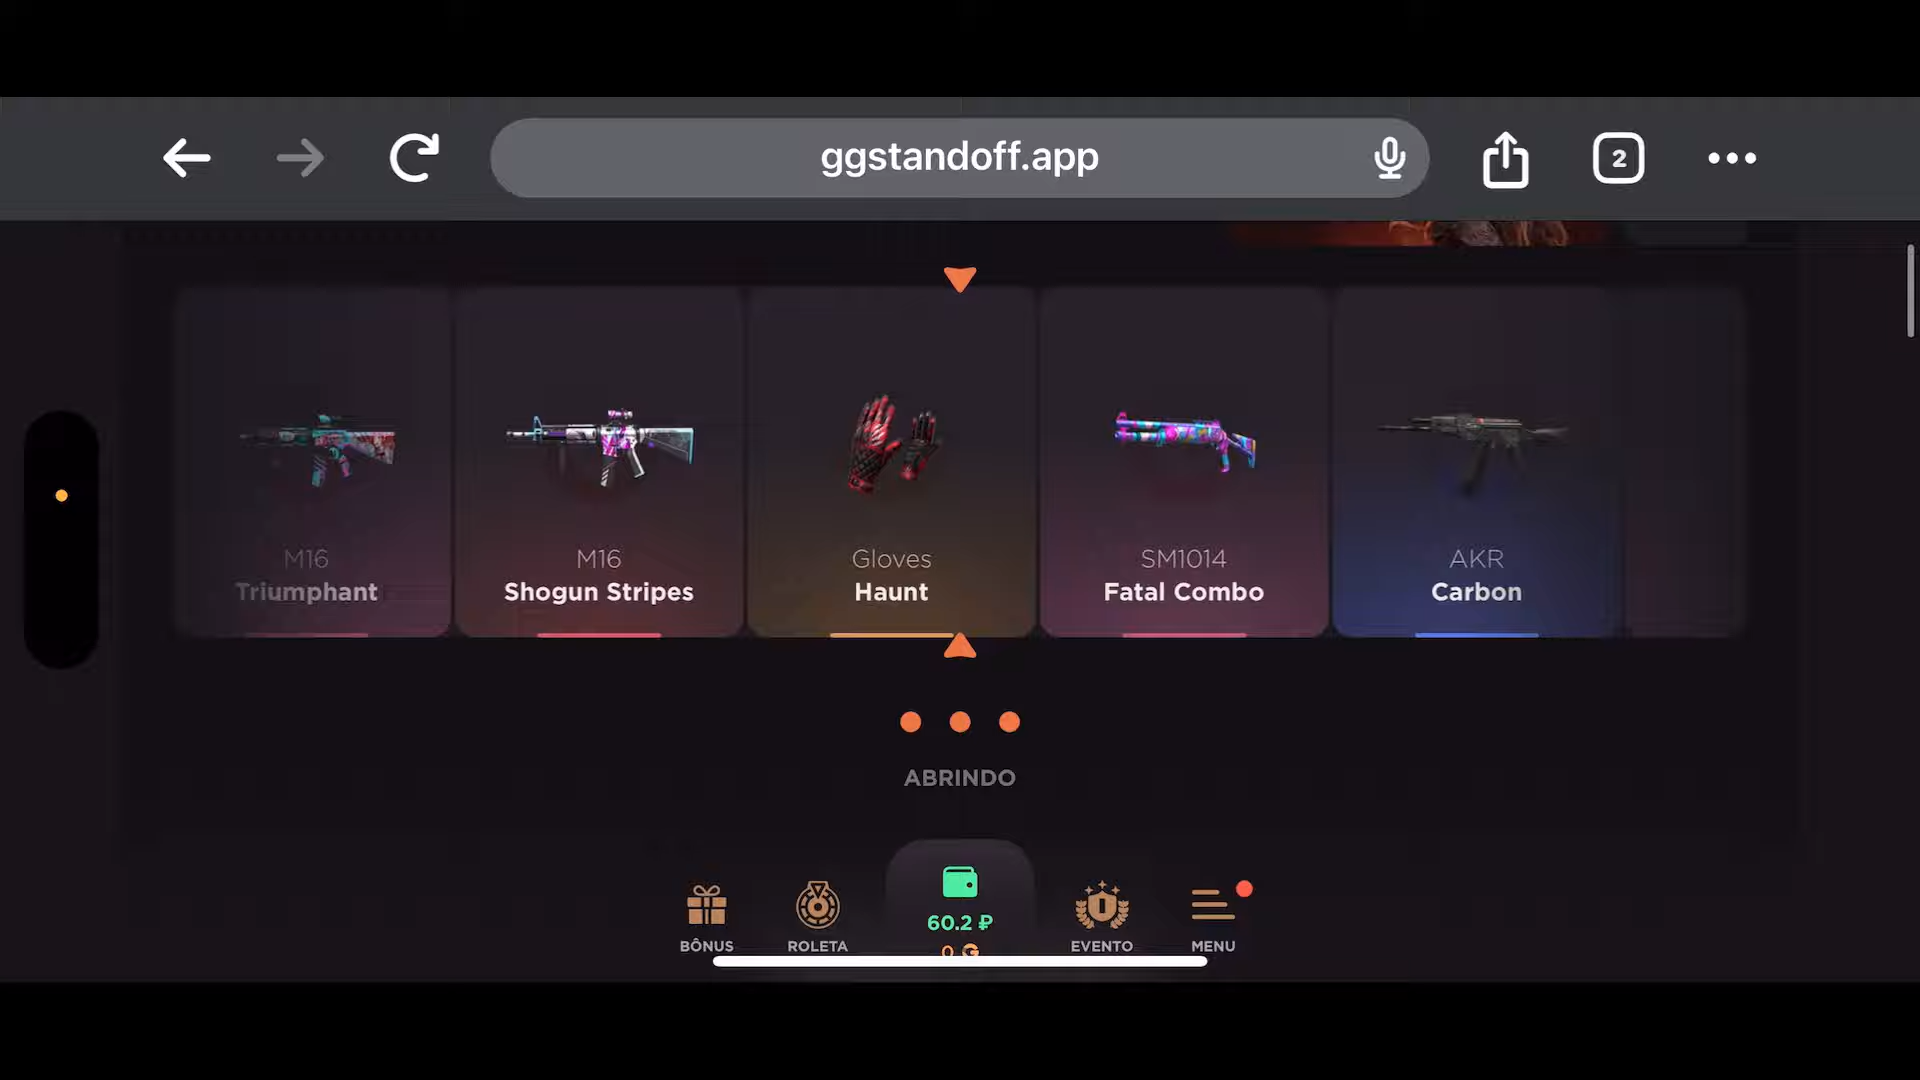 ggstandoff.app
2
M16
Triumphant
M16
Shogun Stripes
Gloves
Haunt
SM1014
Fatal Combo
AKR
Carbon
ABRINDO
60.2 ₽
0 G
BÔNUS
ROLETA
EVENTO
MENU